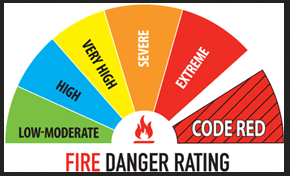 LOW-MODERATE
HIGH
VERY HIGH
SEVERE
EXTREME
CODE RED
FIRE DANGER RATING